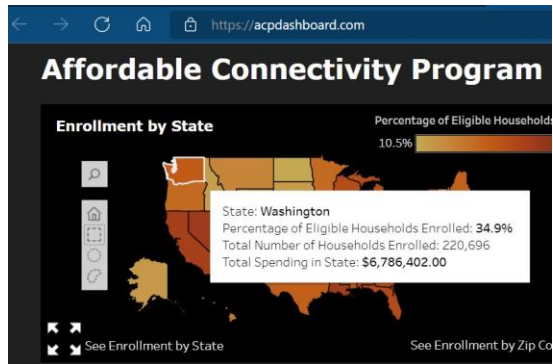 https://acpdashboard.com
Affordable Connectivity Program
Enrollment by State
Percentage of Eligible Households
10.5%
State: Washington
Percentage of Eligible Households Enrolled: 34.9%
Total Number of Households Enrolled: 220,696
Total Spending in State: $6,786,402.00
See Enrollment by State
See Enrollment by Zip Co